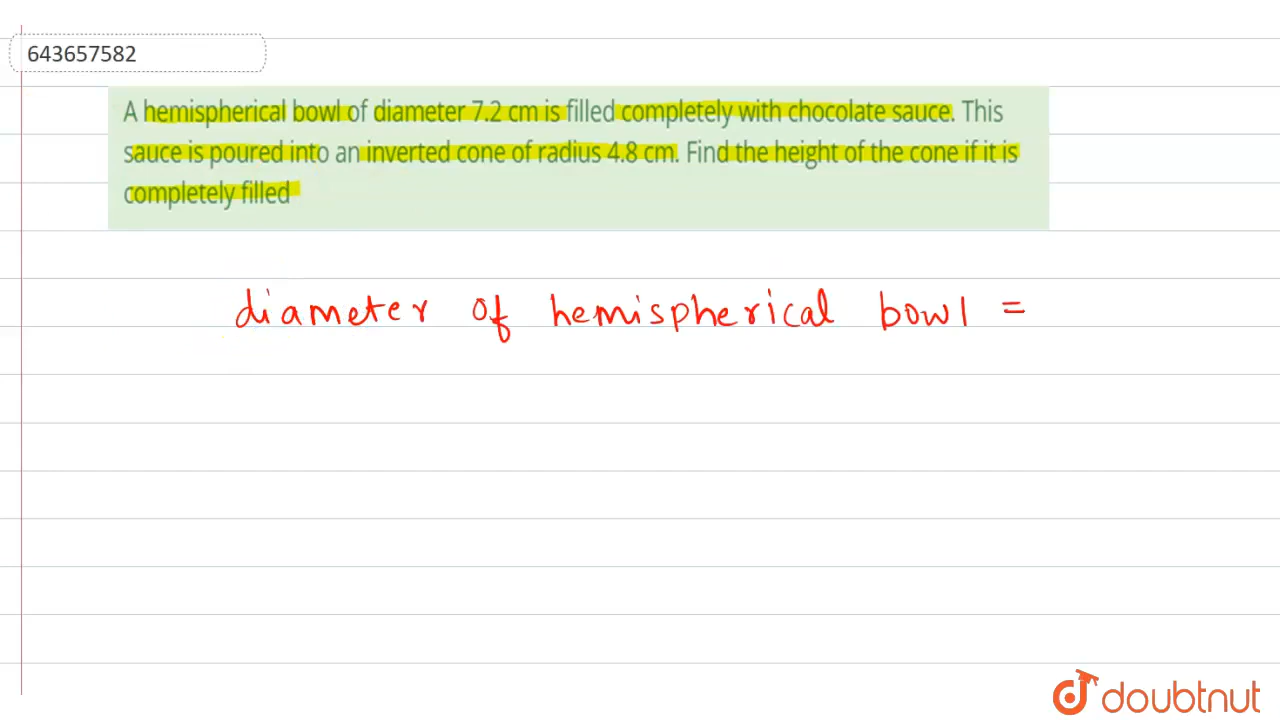 643657582
A hemispherical bowl of diameter 7.2 cm is filled completely with chocolate sauce. This
sauce is poured into an inverted cone of radius 4.8 cm. Find the height of the cone if it is
completely filled
diameter of hemispherical bowl =
doubtnut